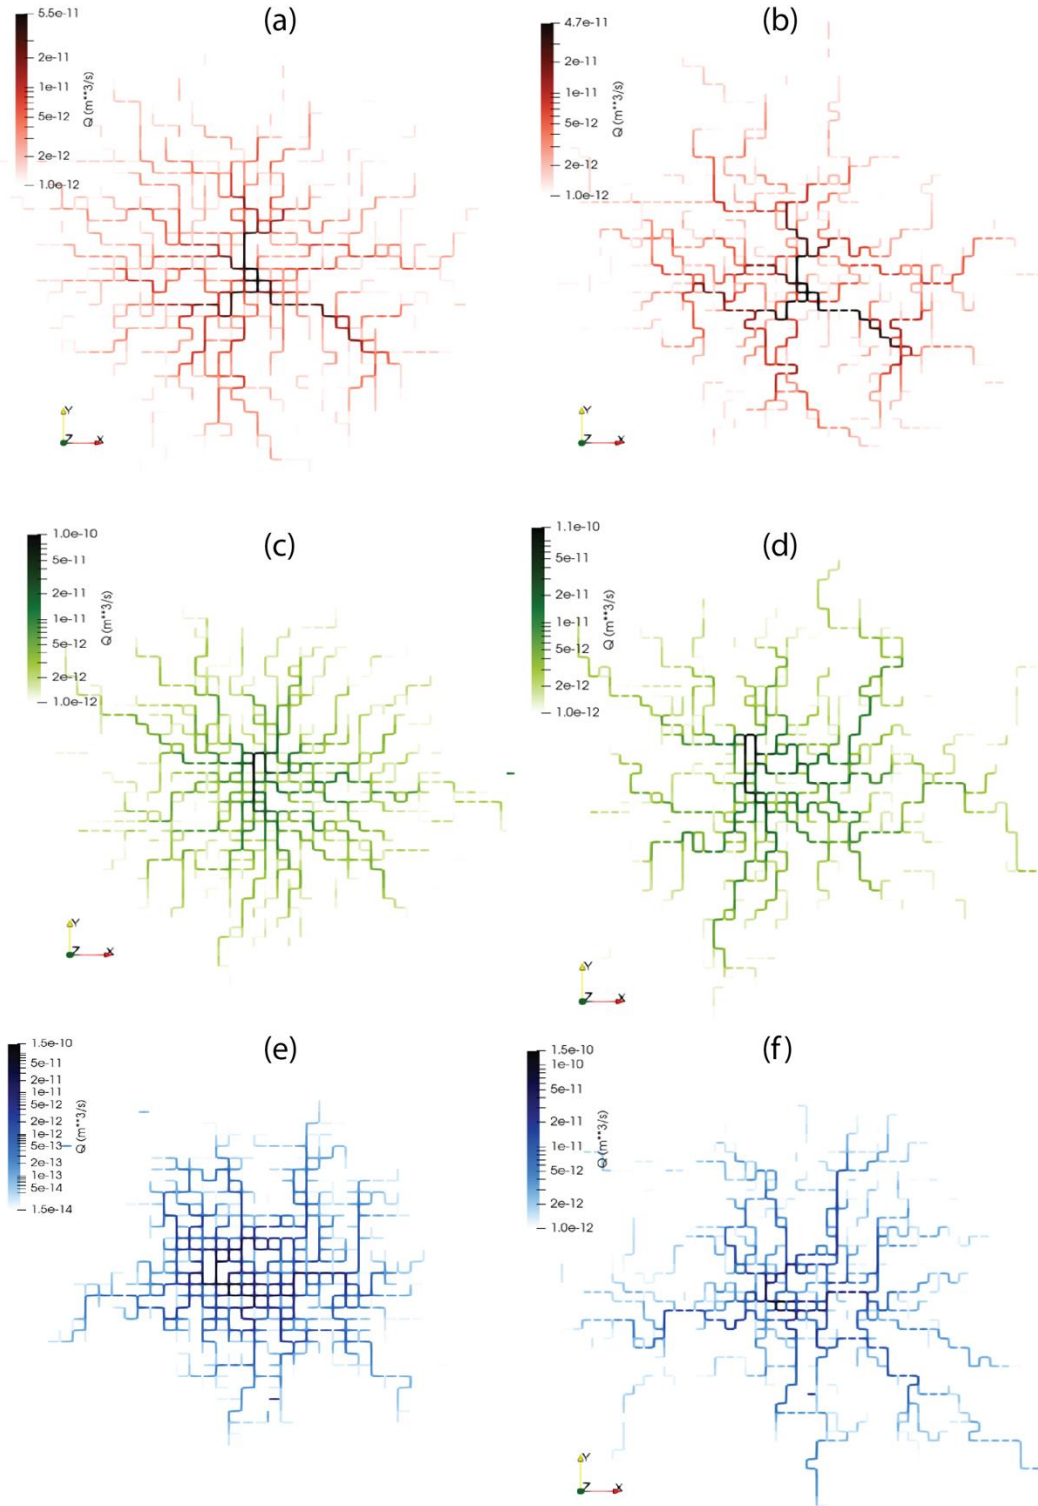 (a)
5.5e-11
2e-11
1e-11
5e-12
2e-12
1.0e-12
Q (m**3/s)
Y
Z
X
(b)
4.7e-11
2e-11
1e-11
5e-12
2e-12
1.0e-12
Q (m**3/s)
Y
Z
X
(c)
1.0e-10
5e-11
2e-11
1e-11
5e-12
2e-12
1.0e-12
Q (m**3/s)
Y
Z
X
(d)
1.1e-10
5e-11
2e-11
1e-11
5e-12
2e-12
1.0e-12
Q (m**3/s)
Y
Z
X
(e)
1.5e-10
5e-11
2e-11
1e-11
5e-12
2e-12
1e-12
5e-13
2e-13
1e-13
5e-14
1.5e-14
Q (m**3/s)
(f)
1.5e-10
1e-10
5e-11
2e-11
1e-11
5e-12
2e-12
1.0e-12
Q (m**3/s)
Y
Z
X